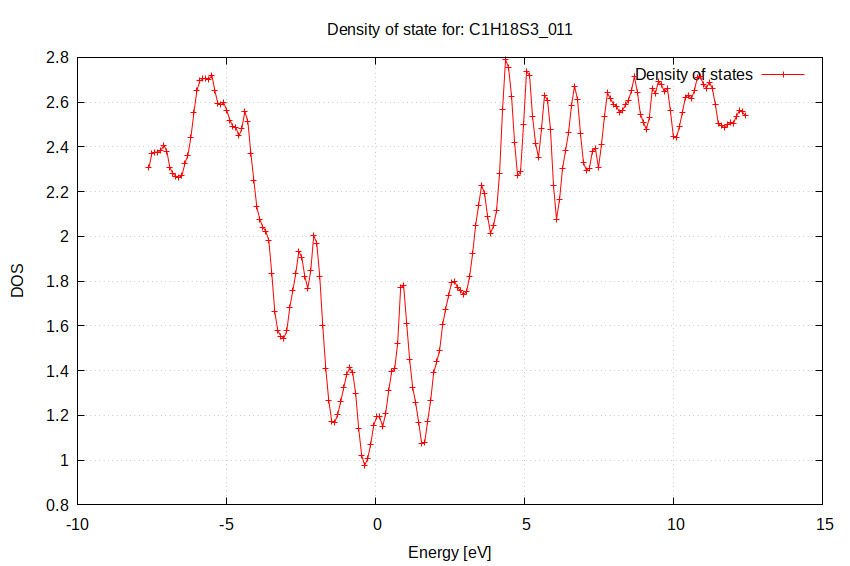 Density of state for: C1H18S3_011
Density of states
2.8
2.6
2.4
2.2
2
1.8
1.6
1.4
1.2
1
0.8
DOS
-10 -5 0 5 10 15
Energy [eV]